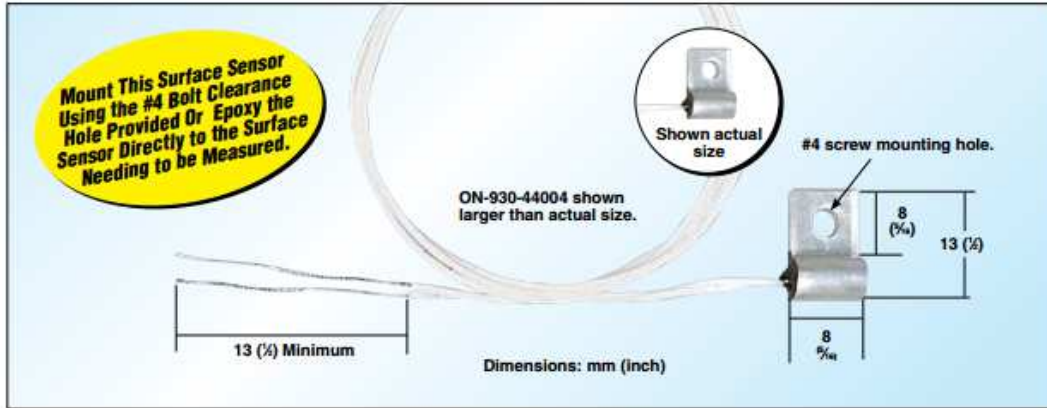 Mount This Surface Sensor
Using the #4 Bolt Clearance
Hole Provided Or Epoxy the
Sensor Directly to the Surface
Needing to be Measured.
Shown actual
size
#4 screw mounting hole.
ON-930-44004 shown
larger than actual size.
8
(5⁄16)
13 (1⁄2)
13 (1⁄2) Minimum
8
Dimensions: mm (inch)